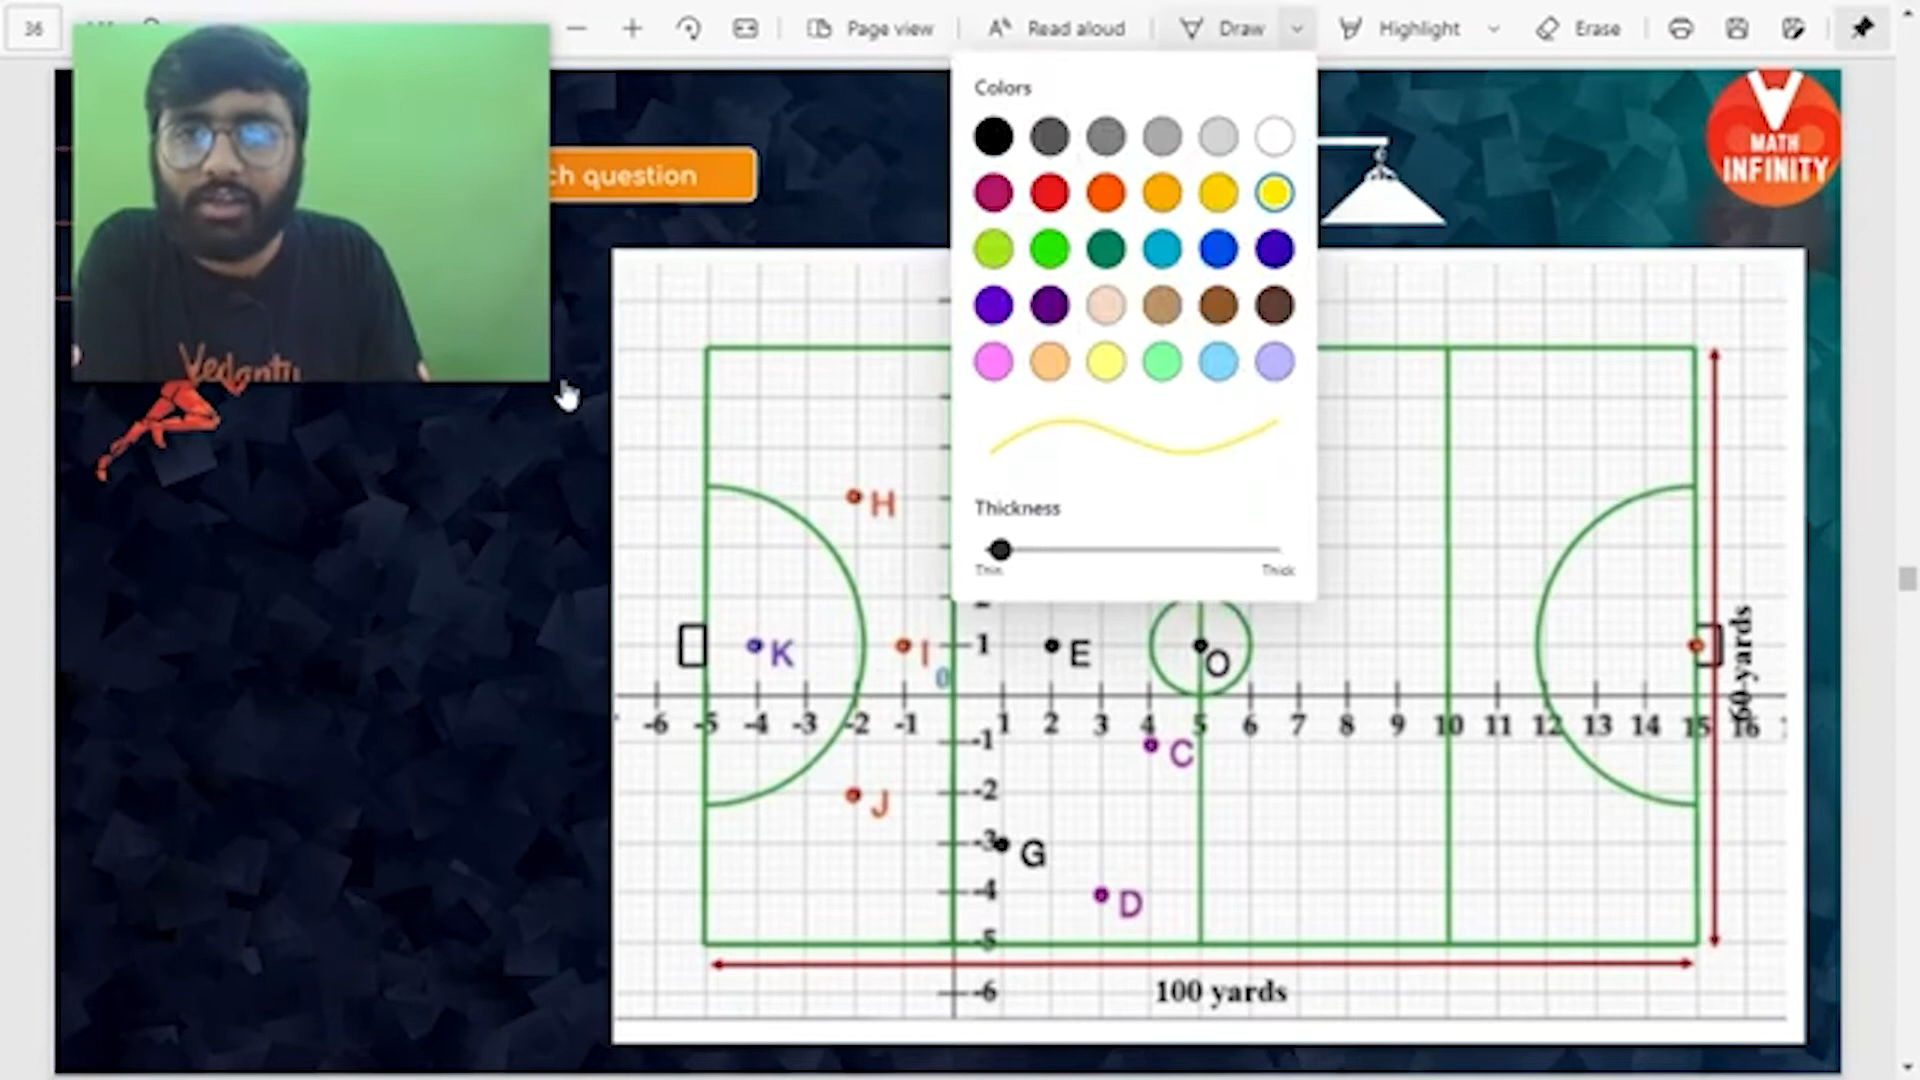 36
Page view
Read aloud
Draw
Highlight
Erase
Colors
ch question
MATH
INFINITY
Vedantu
Thickness
Thin
Thick
H
K
I
1
E
O
0
-6 -5 -4 -3 -2 -1 1 2 3 4 5 6 7 8 9 10 11 12 13 14 15 16
60 yards
-1
C
-2
J
-3
G
-4
D
-5
-6
100 yards